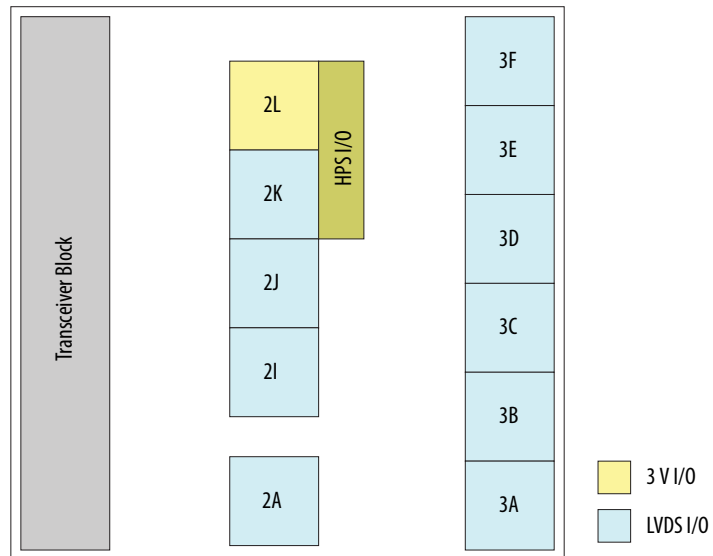 Transceiver Block
2L
2K
2J
2I
2A
HPS I/O
3F
3E
3D
3C
3B
3A
3 V I/O
LVDS I/O